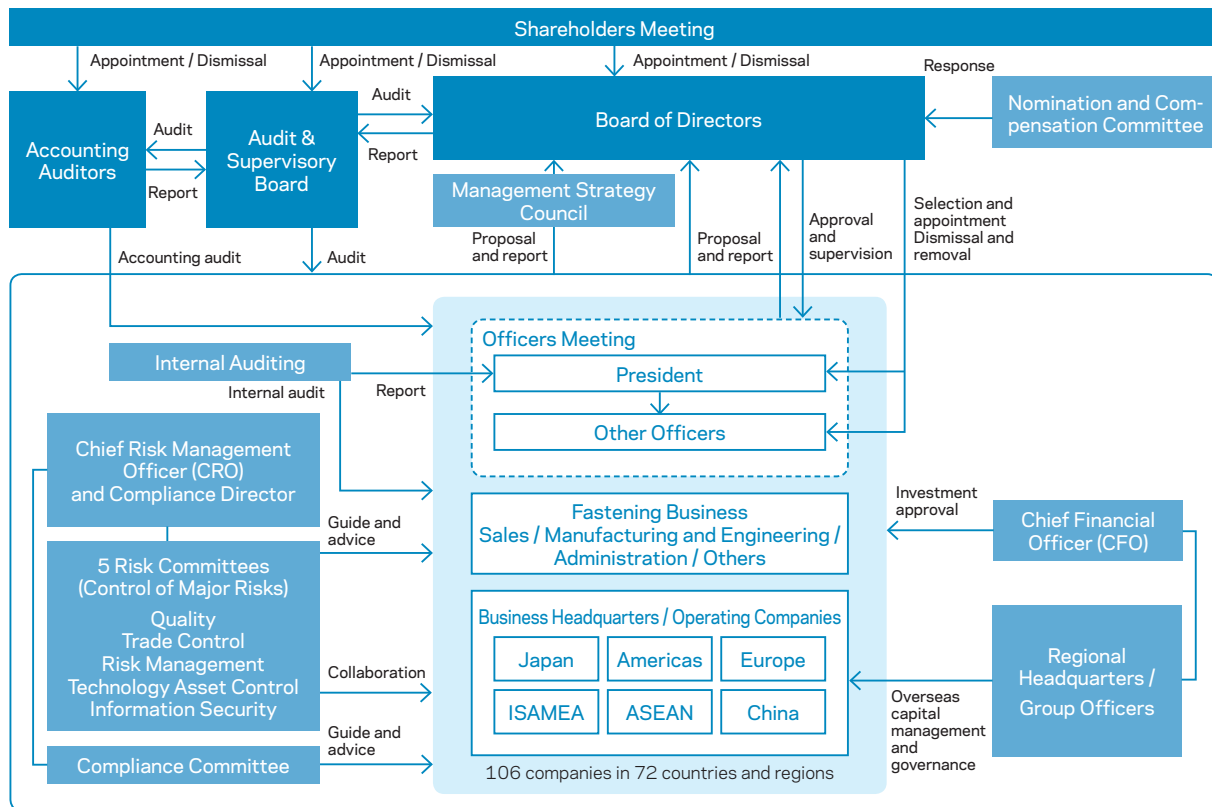 Shareholders Meeting
Appointment / Dismissal
Appointment / Dismissal
Appointment / Dismissal
Response
Accounting
Auditors
Audit
Report
Audit &
Supervisory
Board
Audit
Report
Board of Directors
Nomination and Com-
pensation Committee
Management Strategy
Council
Accounting audit
Audit
Proposal
and report
Proposal
and report
Approval
and
supervision
Selection and
appointment
Dismissal and
removal
Officers Meeting
President
Other Officers
Internal Auditing
Internal audit
Report
Chief Risk Management
Officer (CRO)
and Compliance Director
Guide and
advice
5 Risk Committees
(Control of Major Risks)
Quality
Trade Control
Risk Management
Technology Asset Control
Information Security
Collaboration
Guide and
advice
Compliance Committee
Fastening Business
Sales / Manufacturing and Engineering /
Administration / Others
Investment
approval
Chief Financial
Officer (CFO)
Business Headquarters / Operating Companies
Japan
Americas
Europe
ISAMEA
ASEAN
China
Overseas
capital
management
and
governance
Regional
Headquarters /
Group Officers
106 companies in 72 countries and regions